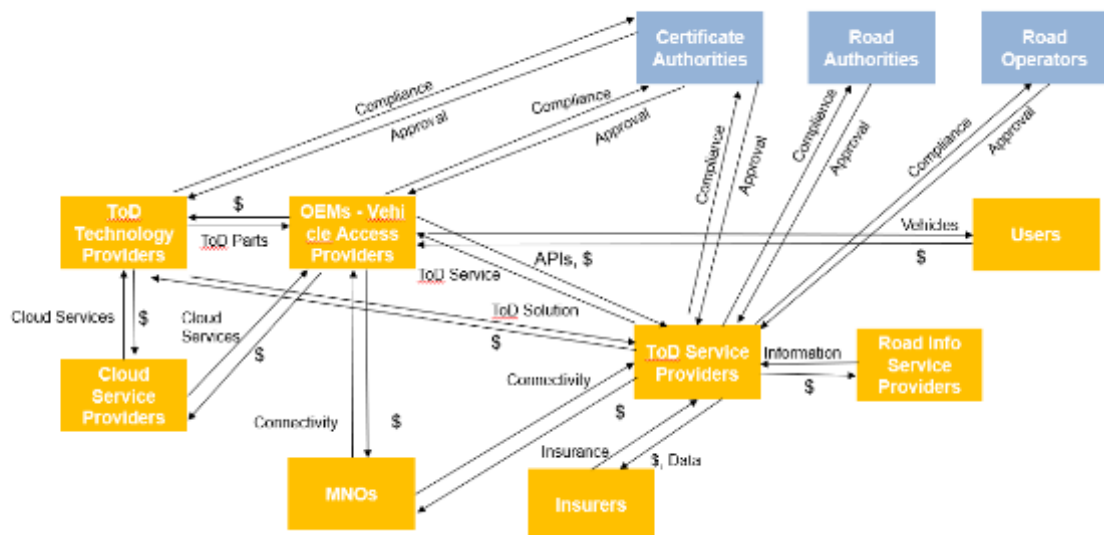 Certificate
Authorities
Road
Authorities
Road
Operators
Compliance
Approval
Compliance
Approval
Compliance
Approval
Compliance
Approval
Compliance
Approval
ToD
Technology
Providers
$
ToD Parts
OEMs - Vehi
cle Access
Providers
Vehicles
$
Users
APIs, $
ToD Service
ToD Solution
$
Cloud Services
$
Cloud
Services
$
Cloud
Service
Providers
ToD Service
Providers
Information
$
Road Info
Service
Providers
Connectivity
$
Connectivity
$
Insurance
$, Data
MNOs
Insurers